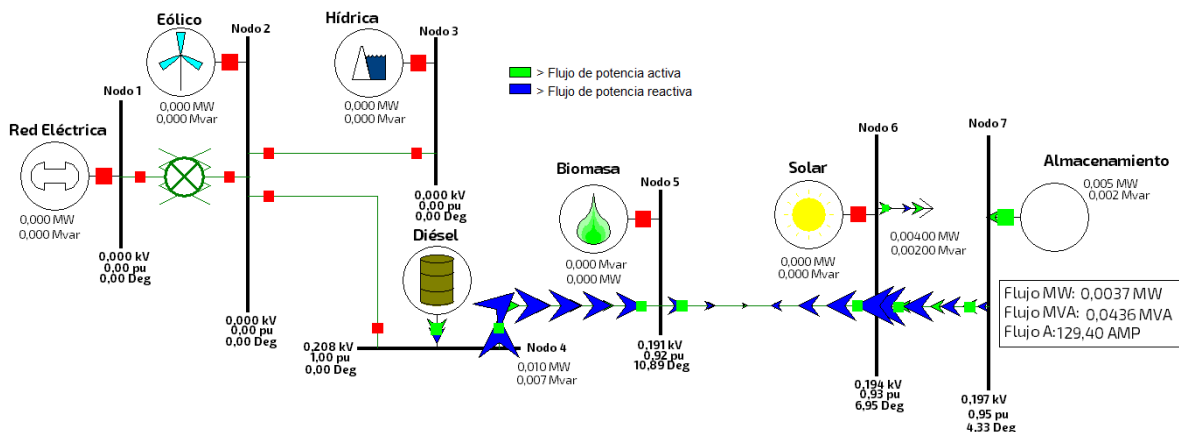 Eólico
Nodo 2
0,000 MW
0,000 Mvar
Hídrica
Nodo 3
0,000 MW
0,000 Mvar
> Flujo de potencia activa
> Flujo de potencia reactiva
Nodo 1
Red Eléctrica
0,000 MW
0,000 Mvar
0,000 kV
0,00 pu
0,00 Deg
0,000 kV
0,00 pu
0,00 Deg
0,000 kV
0,00 pu
0,00 Deg
Diésel
0,208 kV
1,00 pu
0,00 Deg
Nodo 4
0,010 MW
0,007 Mvar
Biomasa
Nodo 5
0,000 Mvar
0,000 MW
0,191 kV
0,92 pu
10,89 Deg
Solar
Nodo 6
0,000 MW
0,000 Mvar
0,00400 MW
0,00200 Mvar
0,194 kV
0,93 pu
6,95 Deg
Nodo 7
Almacenamiento
0,005 MW
0,002 Mvar
Flujo MW: 0,0037 MW
Flujo MVA: 0,0436 MVA
Flujo A:129,40 AMP
0,197 kV
0,95 pu
4,33 Deg